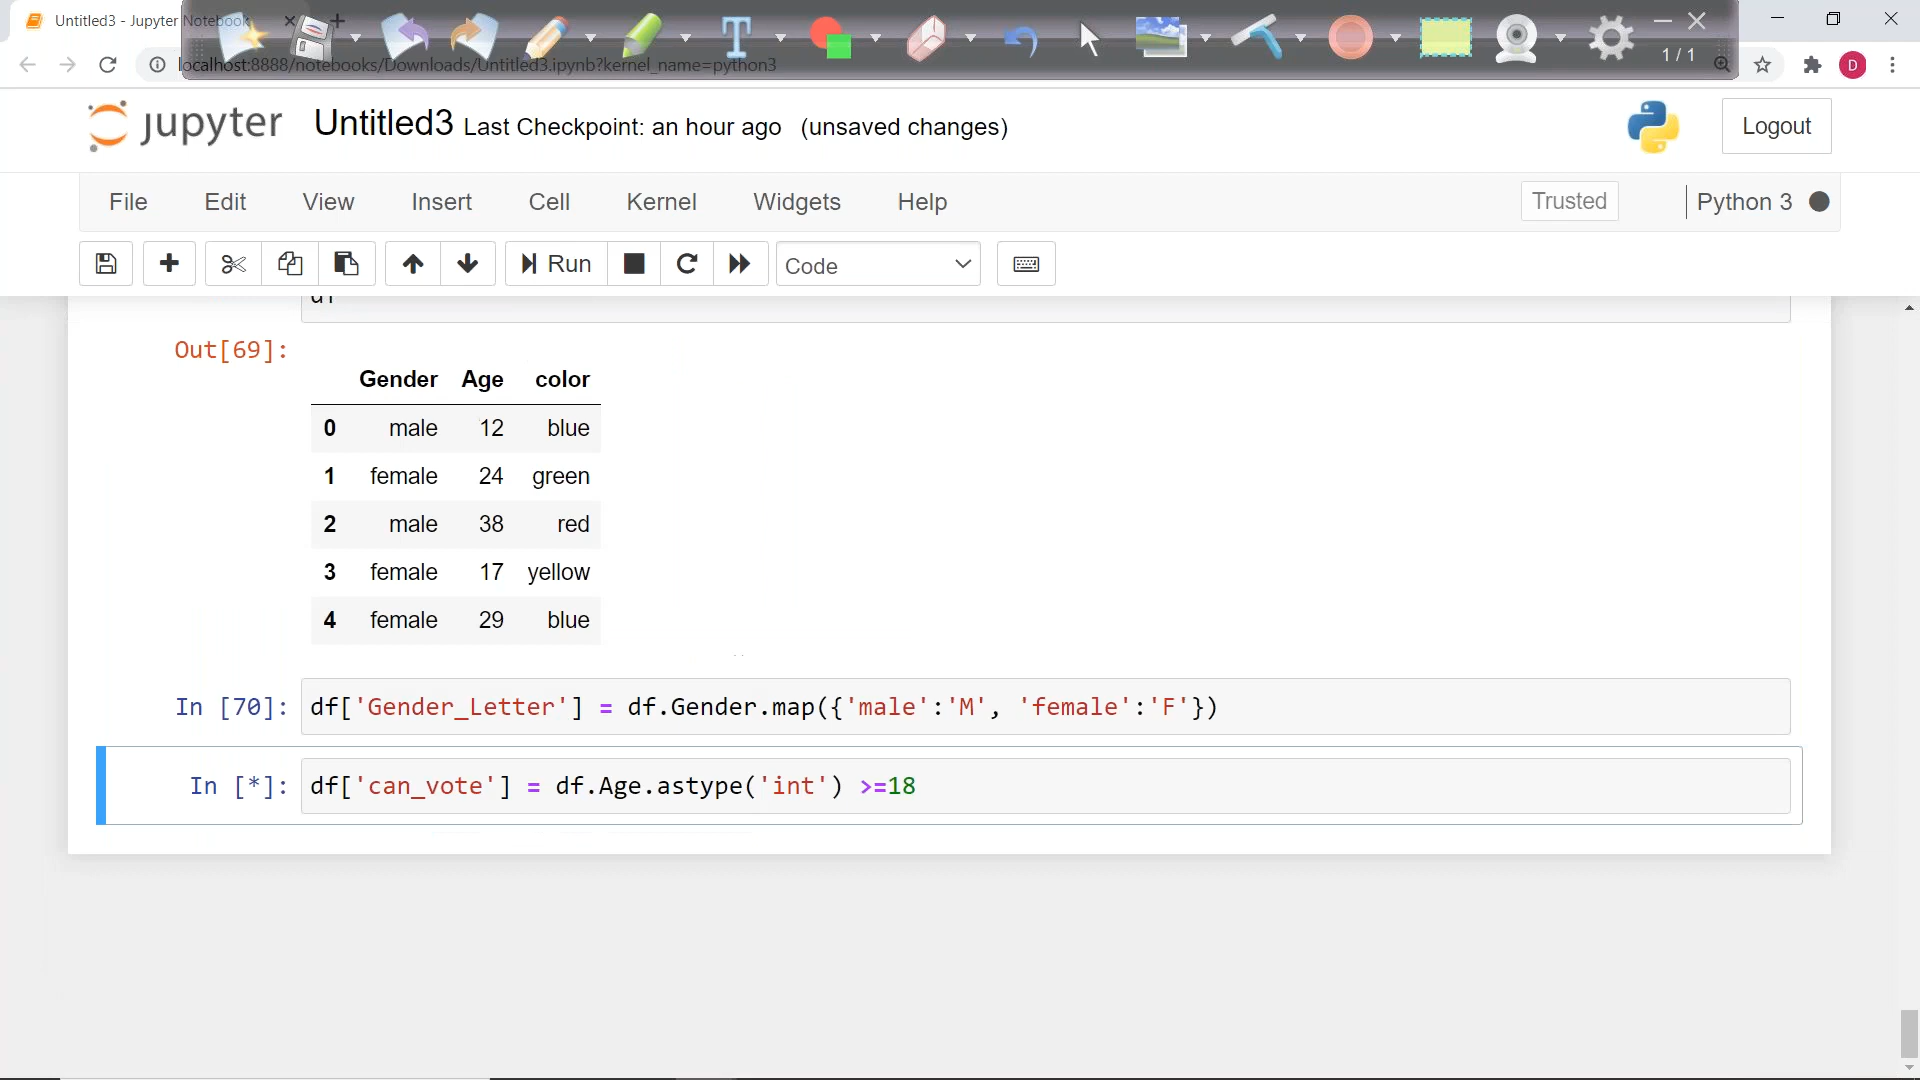 Untitled3 - Jupyter Notebook
1 / 1
localhost:8888/notebooks/Downloads/Untitled3.ipynb?kernel_name=python3
D
jupyter Untitled3 Last Checkpoint: an hour ago (unsaved changes)
Logout
File Edit View Insert Cell Kernel Widgets Help
Trusted
Python 3
Run
Code
Out[69]:
Gender Age color
0 male 12 blue
1 female 24 green
2 male 38 red
3 female 17 yellow
4 female 29 blue
In [70]: df['Gender_Letter'] = df.Gender.map({'male':'M', 'female':'F'})
In [*]: df['can_vote'] = df.Age.astype('int') >=18